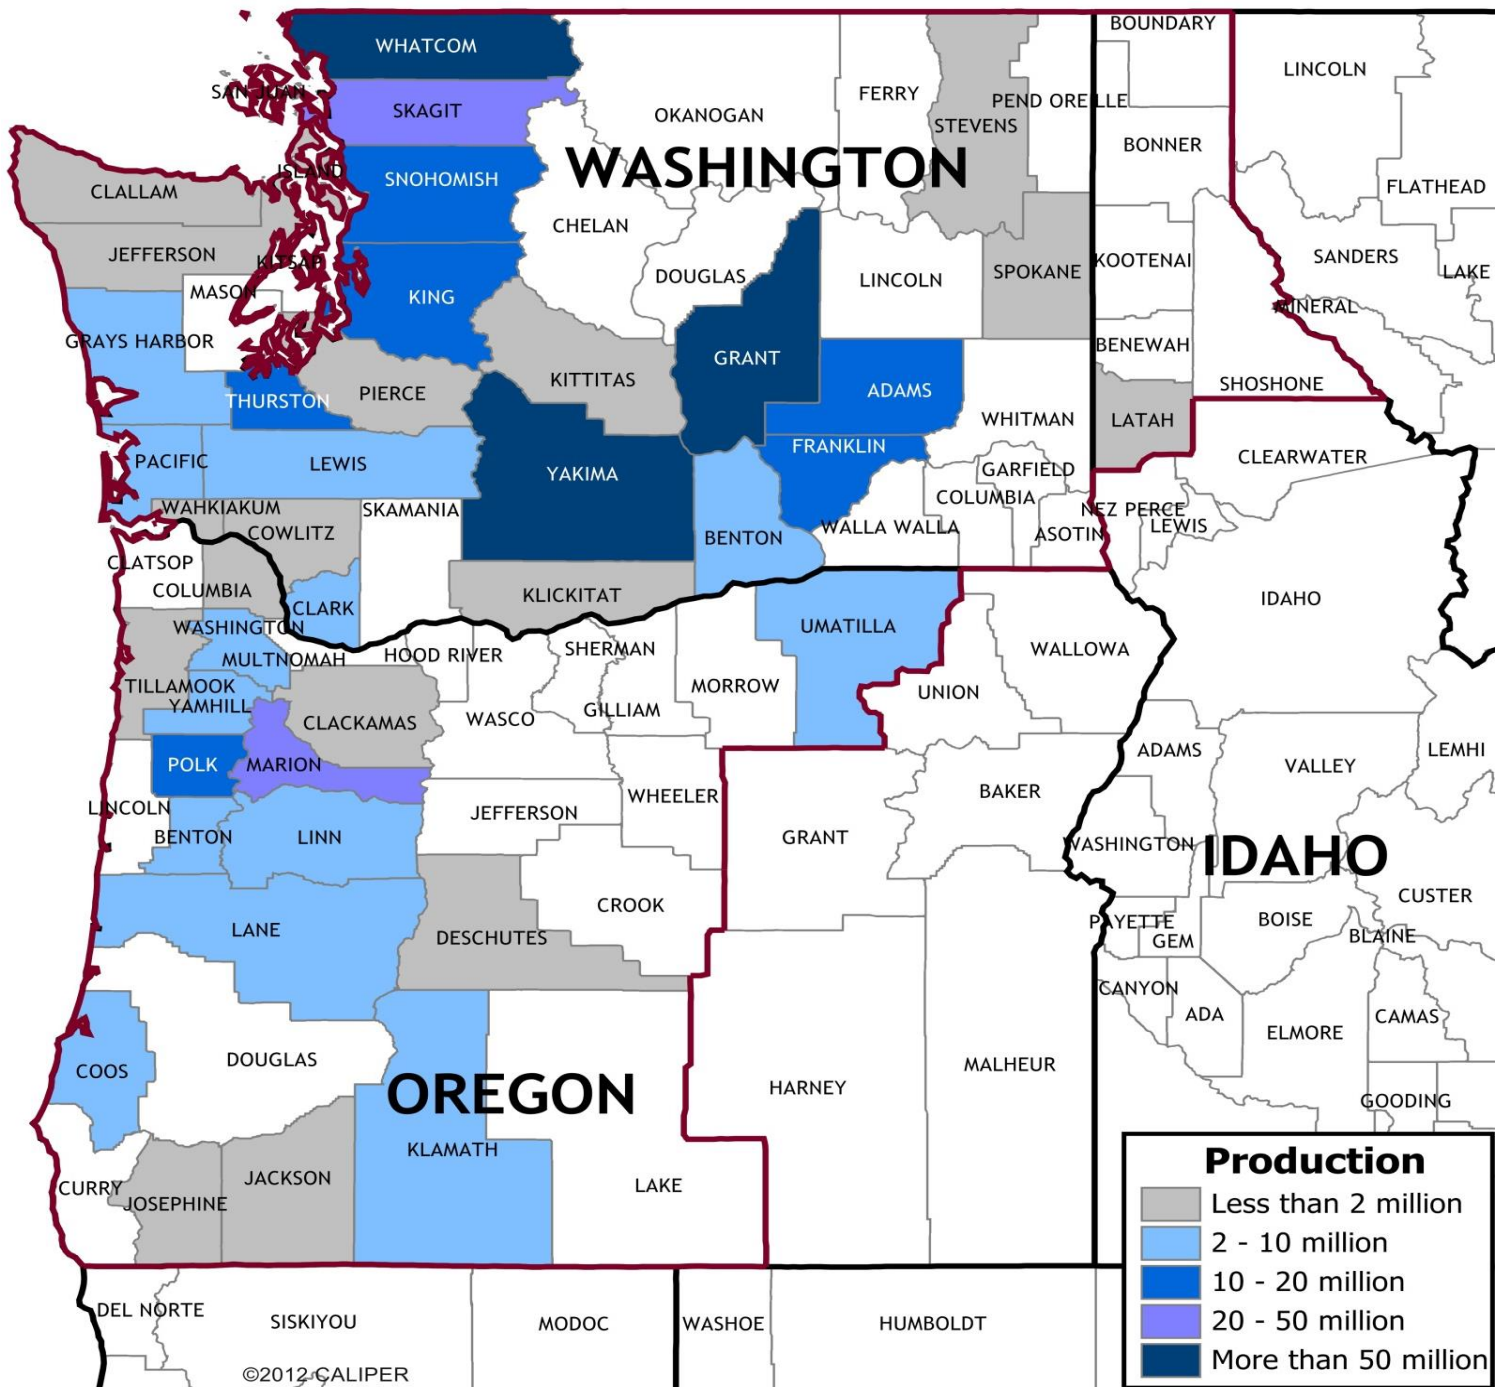 BOUNDARY
WHATCOM
LINCOLN
SAN JUAN
FERRY
PEND OREILLE
SKAGIT
OKANOGAN
STEVENS
BONNER
WASHINGTON
ISLAND
SNOHOMISH
CLALLAM
FLATHEAD
CHELAN
JEFFERSON
KITSAP
DOUGLAS
LINCOLN
SPOKANE
KOOTENAI
SANDERS
LAKE
MASON
KING
MINERAL
GRAYS HARBOR
BENEWAH
GRANT
KITTITAS
SHOSHONE
THURSTON
PIERCE
ADAMS
WHITMAN
LATAH
PACIFIC
LEWIS
FRANKLIN
CLEARWATER
YAKIMA
GARFIELD
COLUMBIA
WAHKIAKUM
SKAMANIA
NEZ PERCE
COWLITZ
BENTON
WALLA WALLA
ASOTIN
LEWIS
CLATSOP
COLUMBIA
KLICKITAT
IDAHO
CLARK
WASHINGTON
UMATILLA
MULTNOMAH
HOOD RIVER
SHERMAN
WALLOWA
TILLAMOOK
YAMHILL
MORROW
UNION
CLACKAMAS
WASCO
GILLIAM
POLK
MARION
ADAMS
VALLEY
LEMHI
LINCOLN
JEFFERSON
WHEELER
BAKER
BENTON
LINN
GRANT
WASHINGTON
IDAHO
CROOK
CUSTER
LANE
DESCHUTES
PAYETTE
GEM
BOISE
BLAINE
CANYON
ADA
CAMAS
ELMORE
COOS
DOUGLAS
OREGON
HARNEY
MALHEUR
GOODING
KLAMATH
CURRY
JOSEPHINE
JACKSON
LAKE
Production
Less than 2 million
2 - 10 million
10 - 20 million
20 - 50 million
More than 50 million
DEL NORTE
SISKIYOU
MODOC
WASHOE
HUMBOLDT
©2012 CALIPER